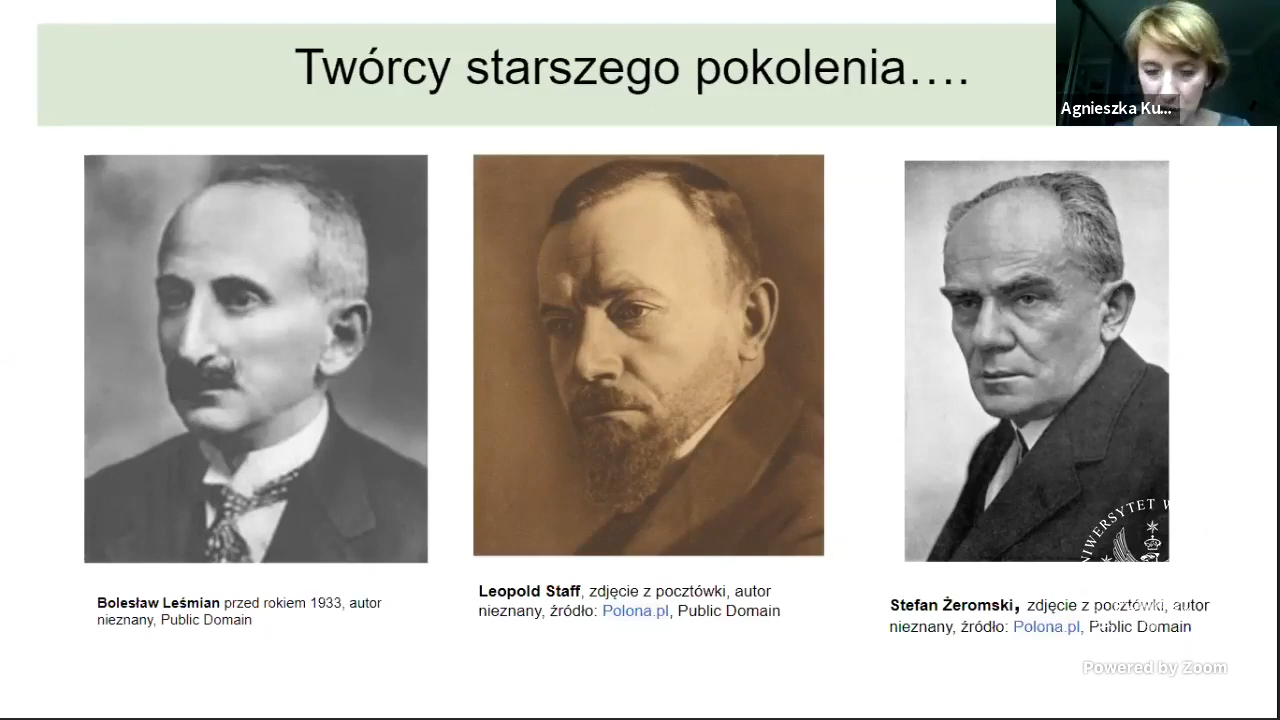 Twórcy starszego pokolenia….
Agnieszka Ku...
Bolesław Leśmian przed rokiem 1933, autor
nieznany, Public Domain
Leopold Staff, zdjęcie z pocztówki, autor
nieznany, źródło: Polona.pl, Public Domain
Stefan Żeromski, zdjęcie z pocztówki, autor
nieznany, źródło: Polona.pl, Public Domain
NIWERSYTET W
Powered by Zoom